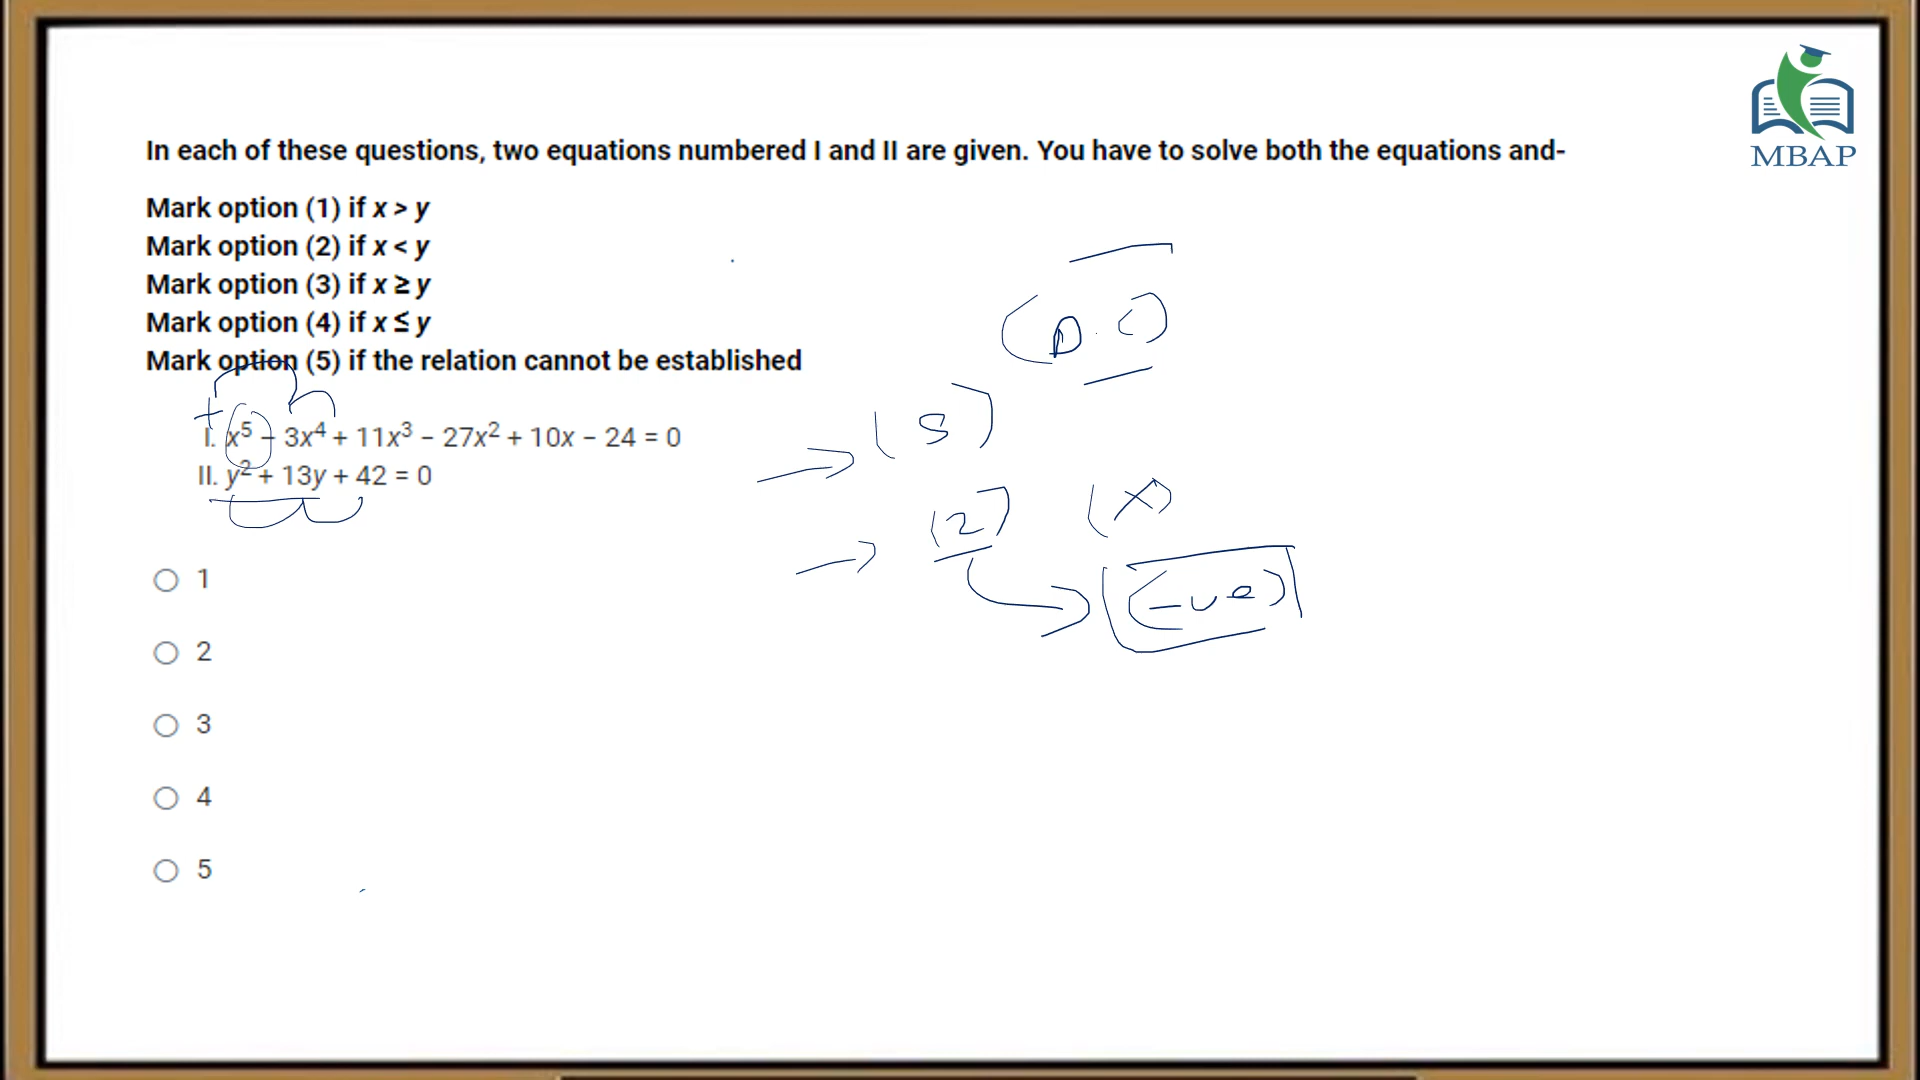 MBAP
In each of these questions, two equations numbered I and II are given. You have to solve both the equations and-
Mark option (1) if x > y
Mark option (2) if x < y
Mark option (3) if x ≥ y
Mark option (4) if x ≤ y
Mark option (5) if the relation cannot be established
(D.C)
(5)
I. x⁵ − 3x⁴ + 11x³ − 27x² + 10x − 24 = 0
II. y² + 13y + 42 = 0
(2) (x)
(-ve)
1
2
3
4
5